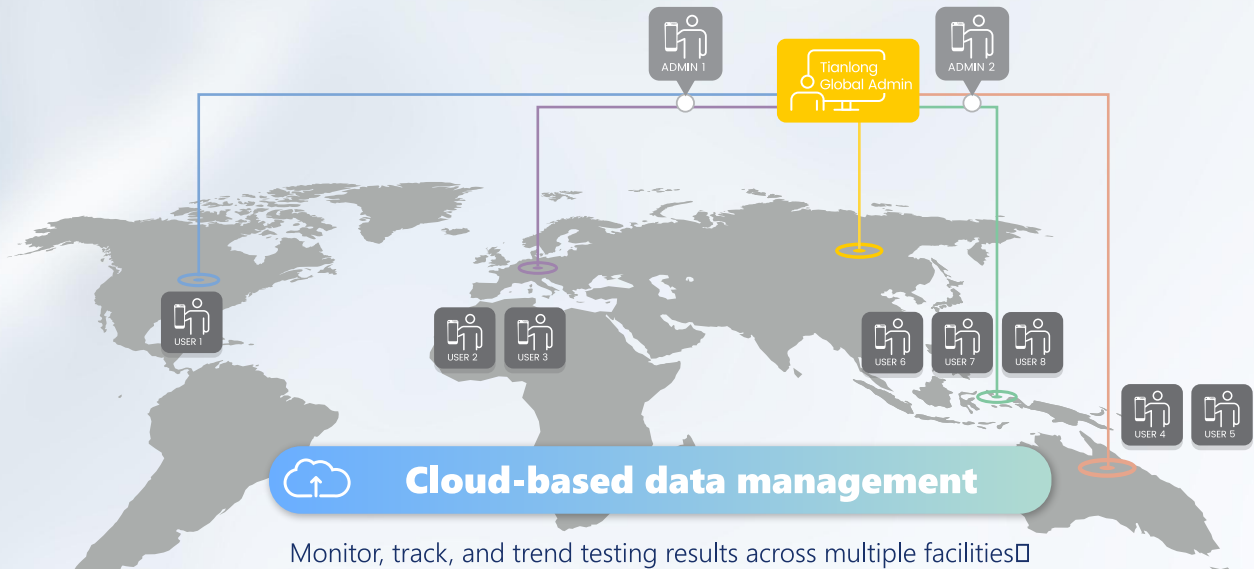 ADMIN 1
Tianlong
Global Admin
ADMIN 2
USER 1
USER 2
USER 3
USER 6
USER 7
USER 8
USER 4
USER 5
Cloud-based data management
Monitor, track, and trend testing results across multiple facilities□